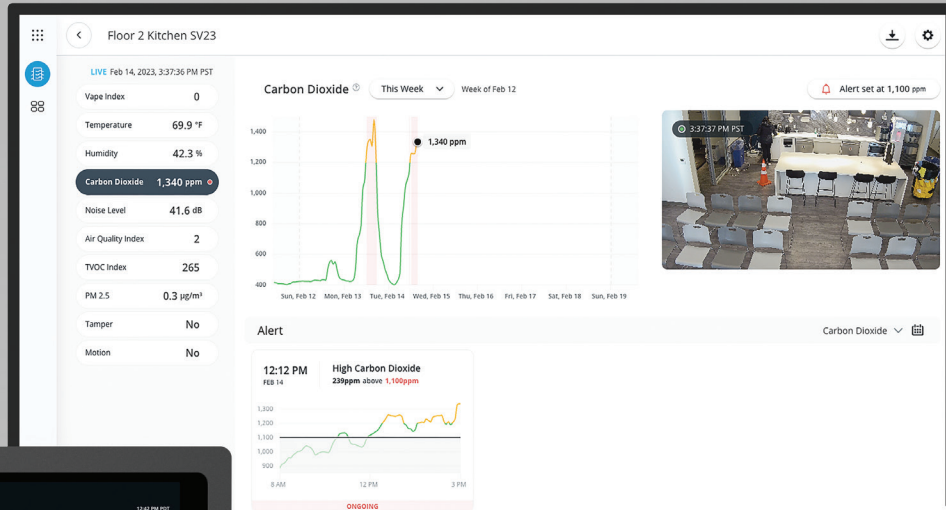 Floor 2 Kitchen SV23
LIVE Feb 14, 2023, 3:37:36 PM PST
Vape Index 0
Temperature 69.9 °F
Humidity 42.3 %
Carbon Dioxide 1,340 ppm
Noise Level 41.6 dB
Air Quality Index 2
TVOC Index 265
PM 2.5 0.3 µg/m³
Tamper No
Motion No
Carbon Dioxide ? This Week Week of Feb 12
Alert set at 1,100 ppm
1,400
1,200
1,000
800
600
400
1,340 ppm
Sun, Feb 12 Mon, Feb 13 Tue, Feb 14 Wed, Feb 15 Thu, Feb 16 Fri, Feb 17 Sat, Feb 18 Sun, Feb 19
3:37:37 PM PST
Alert
Carbon Dioxide
12:12 PM
FEB 14
High Carbon Dioxide
239ppm above 1,100ppm
1,300
1,200
1,100
1,000
900
8 AM 12 PM 3 PM
ONGOING
12:42 PM PDT